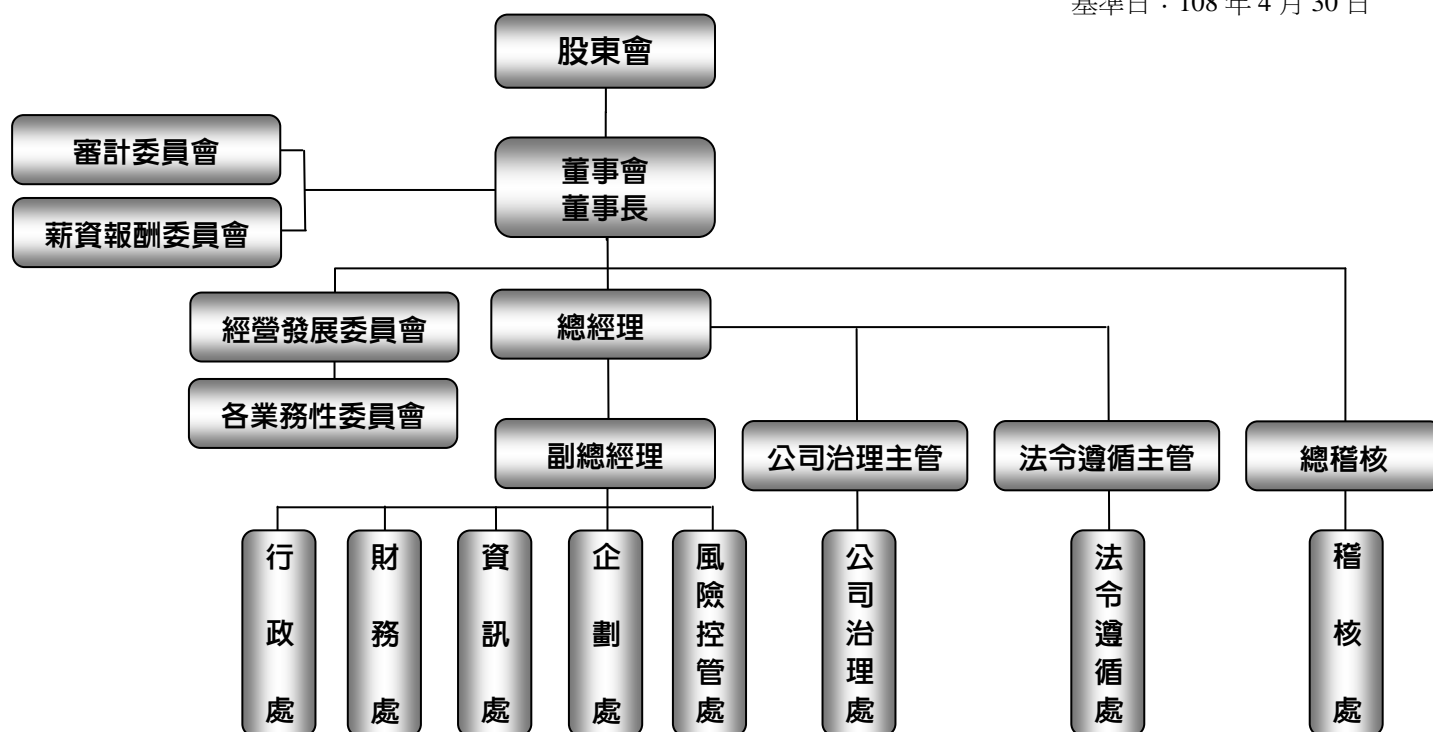 基準日：108 年 4 月 30 日
股東會
審計委員會
董事會
董事長
薪資報酬委員會
經營發展委員會
總經理
各業務性委員會
副總經理
公司治理主管
法令遵循主管
總稽核
行政處
財務處
資訊處
企劃處
風險控管處
公司治理處
法令遵循處
稽核處